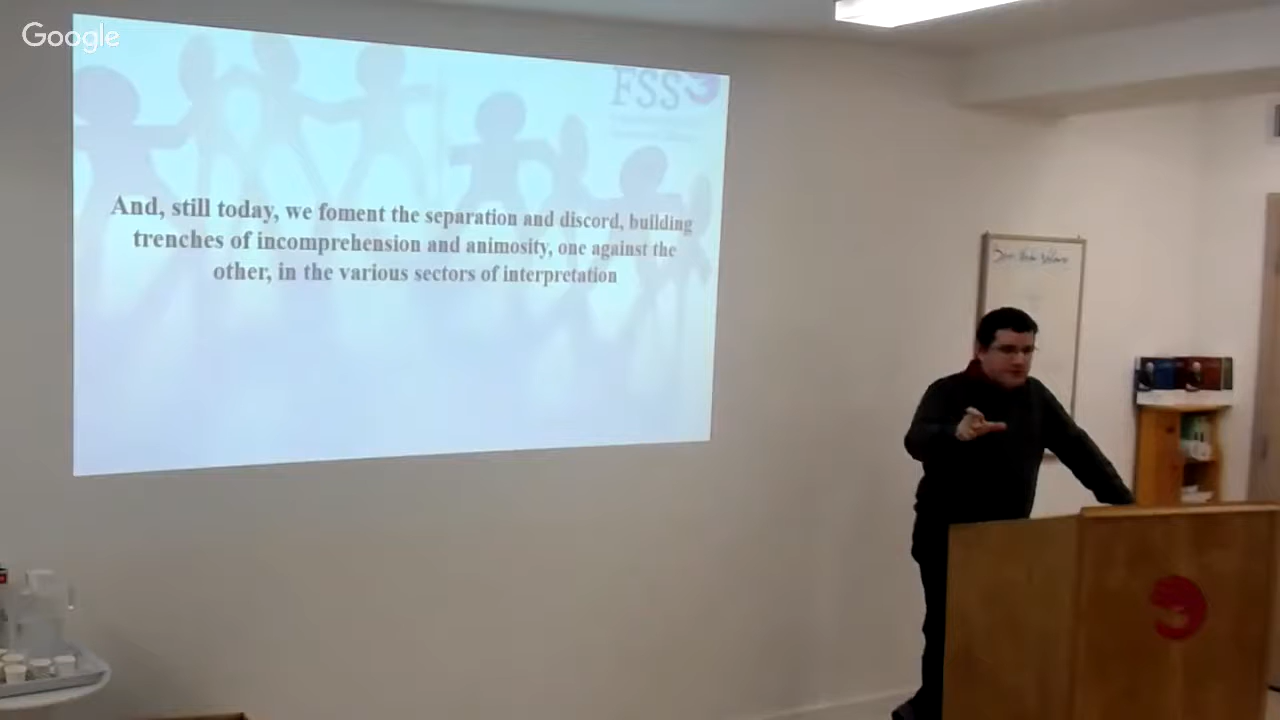 Google
FSS
And, still today, we foment the separation and discord, building
trenches of incomprehension and animosity, one against the
other, in the various sectors of interpretation